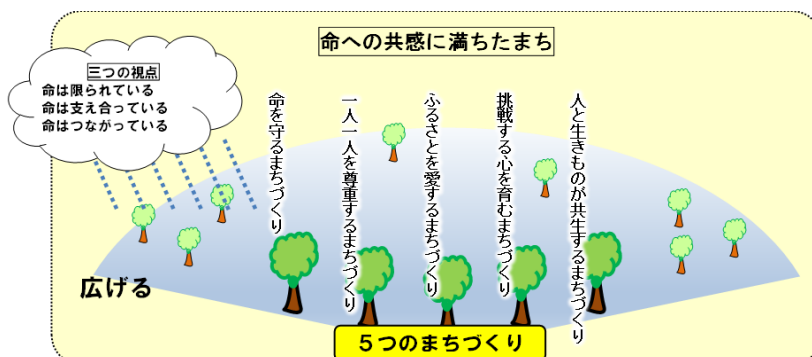 命への共感に満ちたまち
三つの視点
命は限られている
命は支え合っている
命はつながっている
命を守るまちづくり
一人一人を尊重するまちづくり
ふるさとを愛するまちづくり
挑戦する心を育むまちづくり
人と生きものが共生するまちづくり
広げる
５つのまちづくり